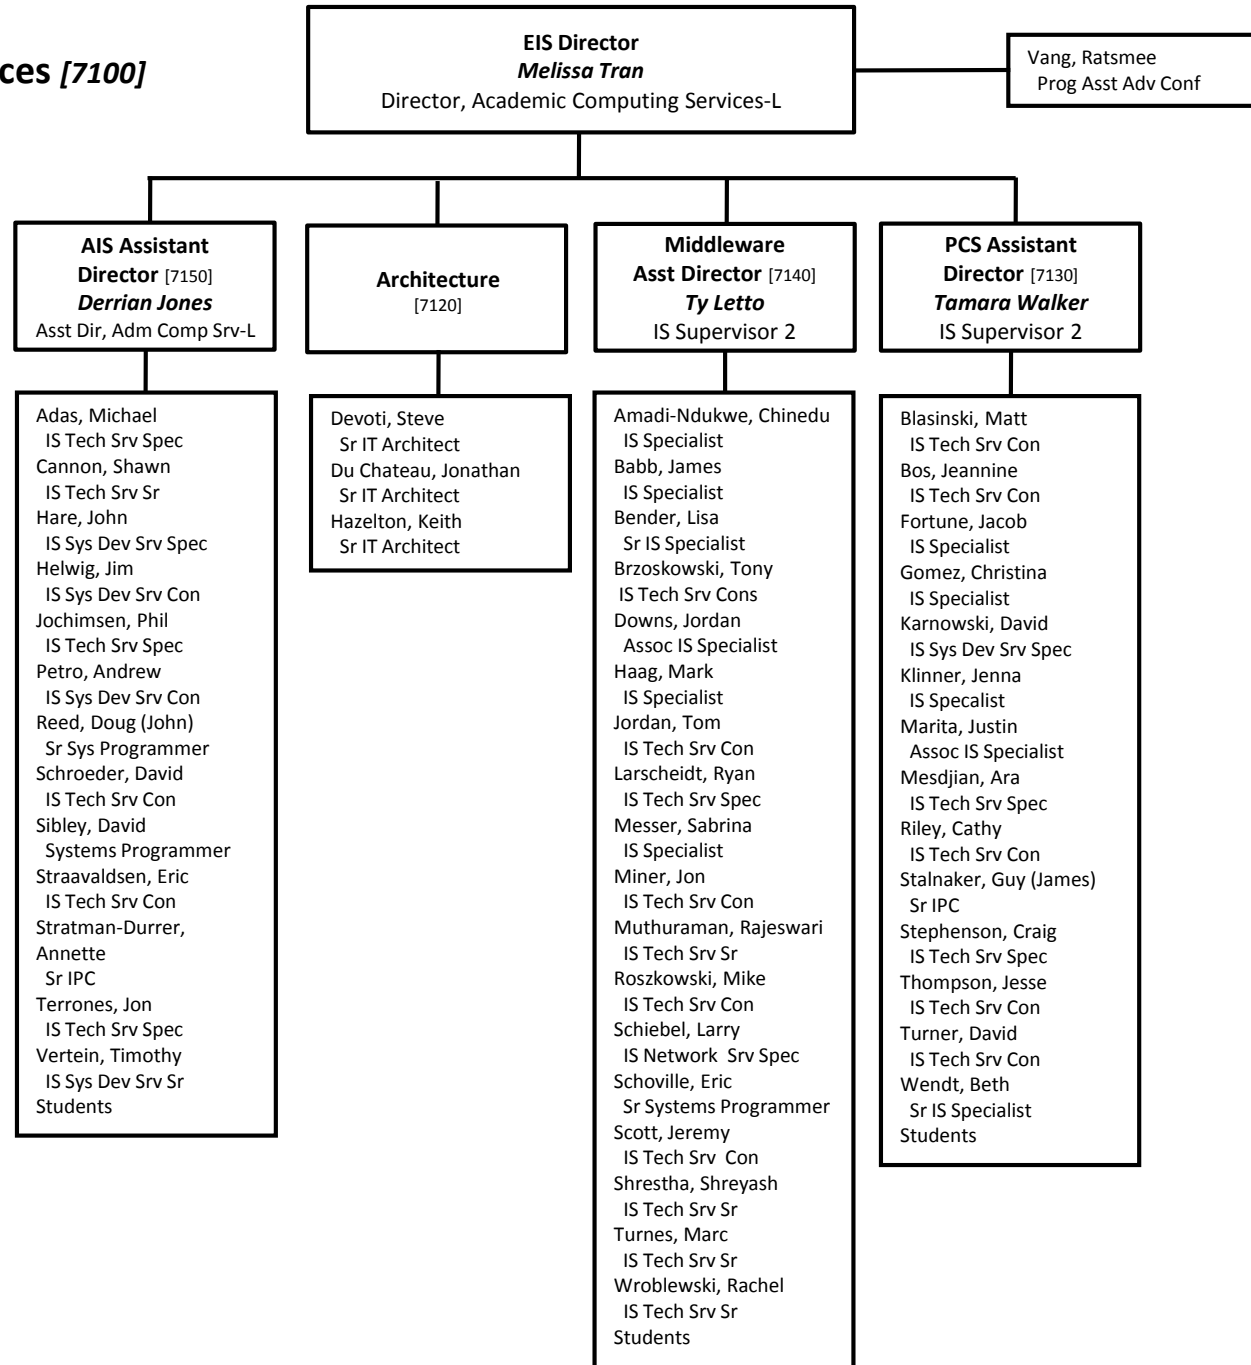 ces [7100]
EIS Director
Melissa Tran
Director, Academic Computing Services-L
Vang, Ratsmee
Prog Asst Adv Conf
AIS Assistant
Director [7150]
Derrian Jones
Asst Dir, Adm Comp Srv-L
Architecture
[7120]
Middleware
Asst Director [7140]
Ty Letto
IS Supervisor 2
PCS Assistant
Director [7130]
Tamara Walker
IS Supervisor 2
Adas, Michael
IS Tech Srv Spec
Cannon, Shawn
IS Tech Srv Sr
Hare, John
IS Sys Dev Srv Spec
Helwig, Jim
IS Sys Dev Srv Con
Jochimsen, Phil
IS Tech Srv Spec
Petro, Andrew
IS Sys Dev Srv Con
Reed, Doug (John)
Sr Sys Programmer
Schroeder, David
IS Tech Srv Con
Sibley, David
Systems Programmer
Straavaldsen, Eric
IS Tech Srv Con
Stratman-Durrer,
Annette
Sr IPC
Terrones, Jon
IS Tech Srv Spec
Vertein, Timothy
IS Sys Dev Srv Sr
Students
Devoti, Steve
Sr IT Architect
Du Chateau, Jonathan
Sr IT Architect
Hazelton, Keith
Sr IT Architect
Amadi-Ndukwe, Chinedu
IS Specialist
Babb, James
IS Specialist
Bender, Lisa
Sr IS Specialist
Brzoskowski, Tony
IS Tech Srv Cons
Downs, Jordan
Assoc IS Specialist
Haag, Mark
IS Specialist
Jordan, Tom
IS Tech Srv Con
Larscheidt, Ryan
IS Tech Srv Spec
Messer, Sabrina
IS Specialist
Miner, Jon
IS Tech Srv Con
Muthuraman, Rajeswari
IS Tech Srv Sr
Roszkowski, Mike
IS Tech Srv Con
Schiebel, Larry
IS Network Srv Spec
Schoville, Eric
Sr Systems Programmer
Scott, Jeremy
IS Tech Srv Con
Shrestha, Shreyash
IS Tech Srv Sr
Turnes, Marc
IS Tech Srv Sr
Wroblewski, Rachel
IS Tech Srv Sr
Students
Blasinski, Matt
IS Tech Srv Con
Bos, Jeannine
IS Tech Srv Con
Fortune, Jacob
IS Specialist
Gomez, Christina
IS Specialist
Karnowski, David
IS Sys Dev Srv Spec
Klinner, Jenna
IS Specalist
Marita, Justin
Assoc IS Specialist
Mesdjian, Ara
IS Tech Srv Spec
Riley, Cathy
IS Tech Srv Con
Stalnaker, Guy (James)
Sr IPC
Stephenson, Craig
IS Tech Srv Spec
Thompson, Jesse
IS Tech Srv Con
Turner, David
IS Tech Srv Con
Wendt, Beth
Sr IS Specialist
Students